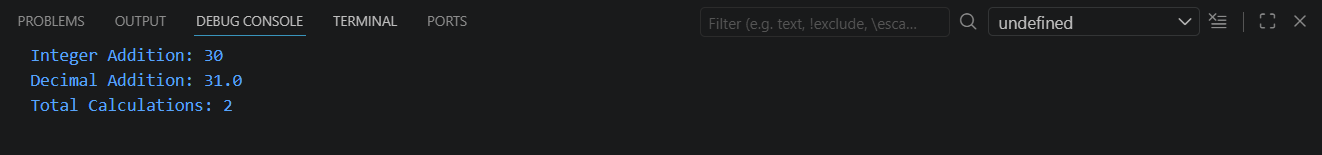 PROBLEMS OUTPUT DEBUG CONSOLE TERMINAL PORTS Filter (e.g. text, !exclude, \esca... undefined
Integer Addition: 30
Decimal Addition: 31.0
Total Calculations: 2